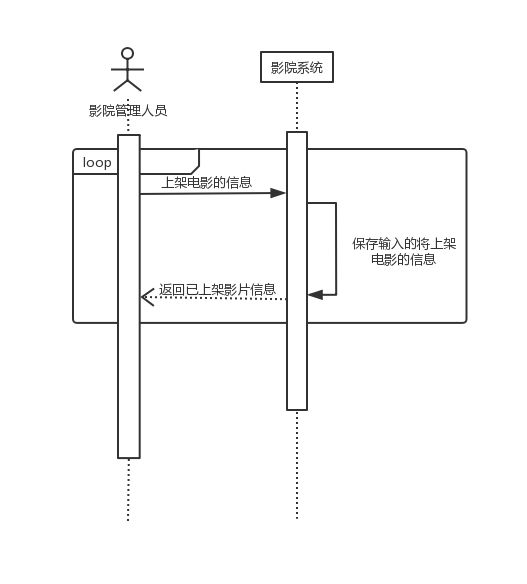 影院系统
影院管理人员
loop
上架电影的信息
保存输入的将上架
电影的信息
返回已上架影片信息